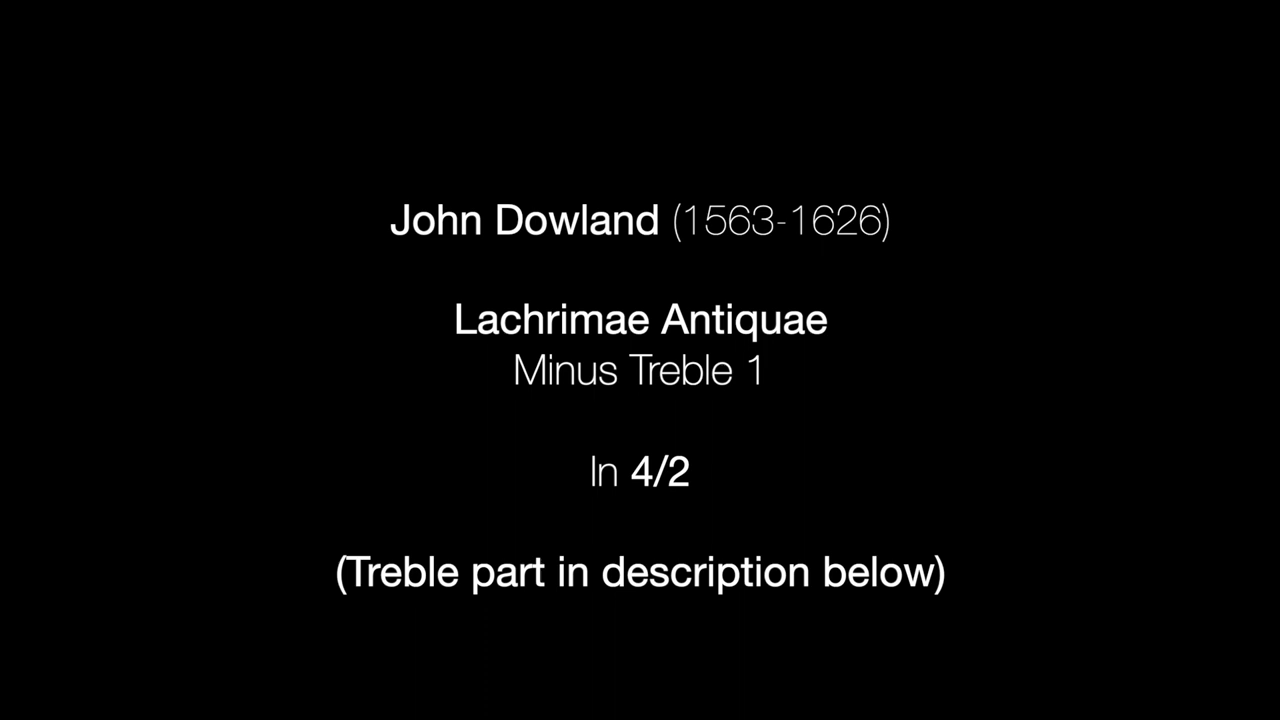 John Dowland (1563-1626)
Lachrimae Antiquae
Minus Treble 1
In 4/2
(Treble part in description below)